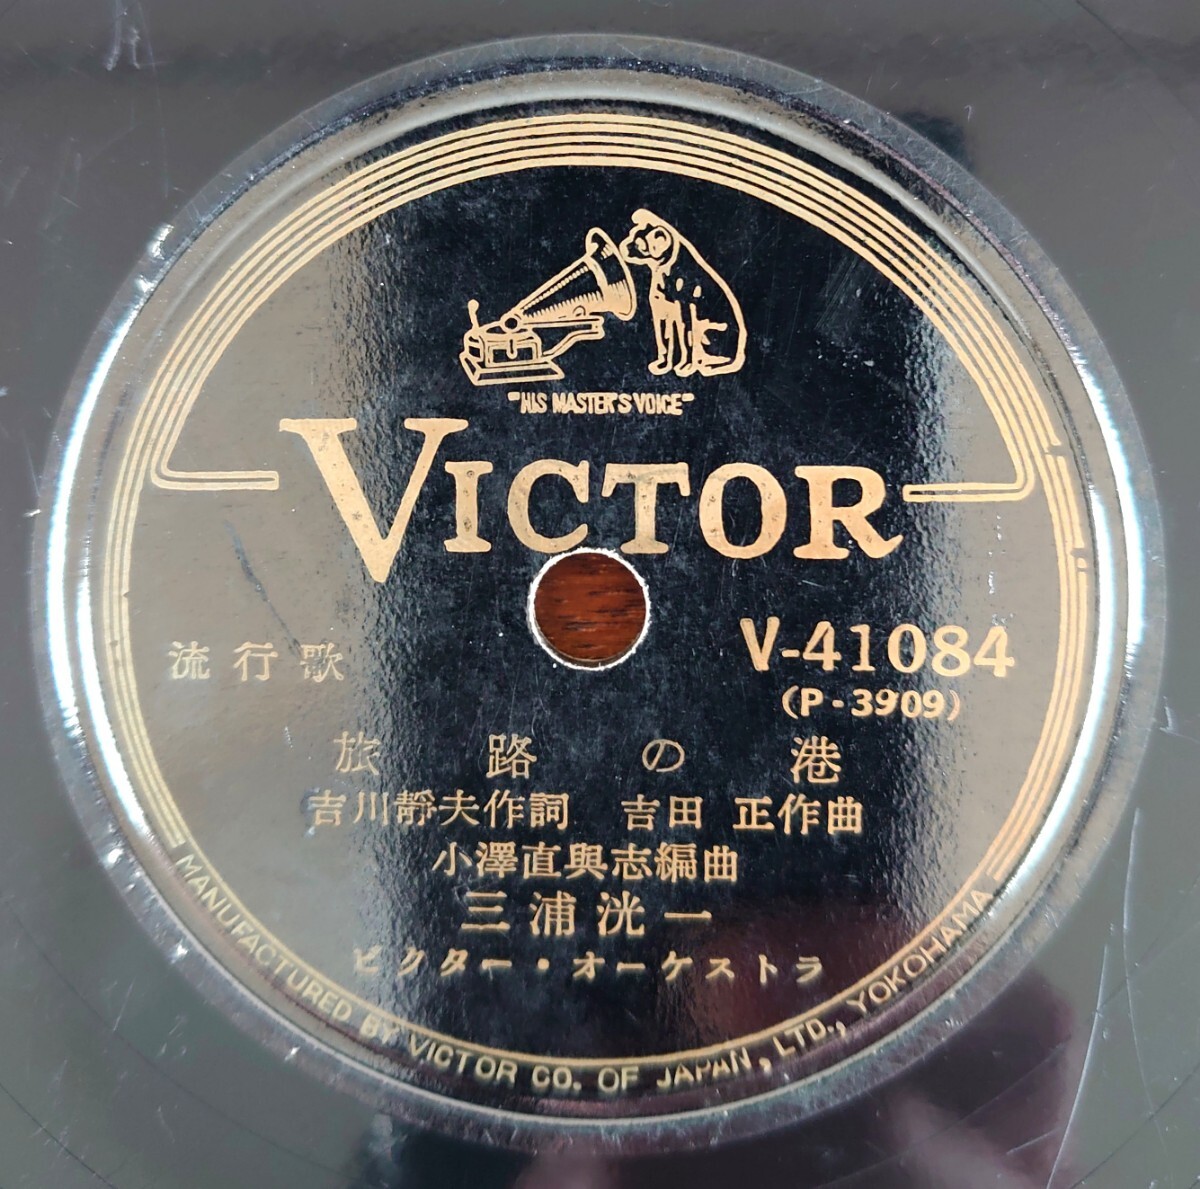 "HIS MASTER'S VOICE"
VICTOR
流行歌
V-41084
(P-3909)
旅路の港
吉川靜夫作詞 吉田 正作曲
小澤直與志編曲
三浦洸一
ビクター・オーケストラ
MANUFACTURED BY VICTOR CO. OF JAPAN, LTD., YOKOHAMA